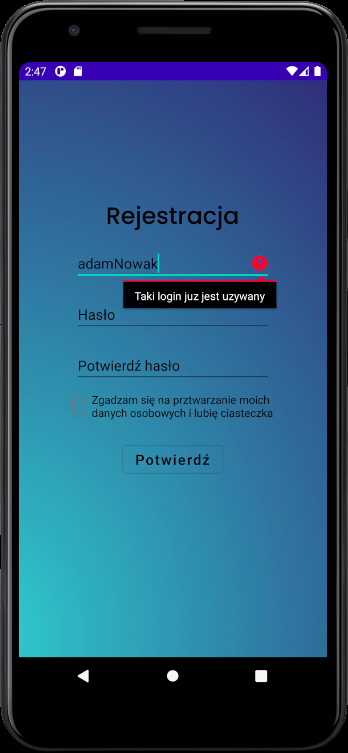 2:47
Rejestracja
adamNowak
Taki login juz jest uzywany
Hasło
Potwierdź hasło
Zgadzam się na prztwarzanie moich
danych osobowych i lubię ciasteczka
Potwierdź